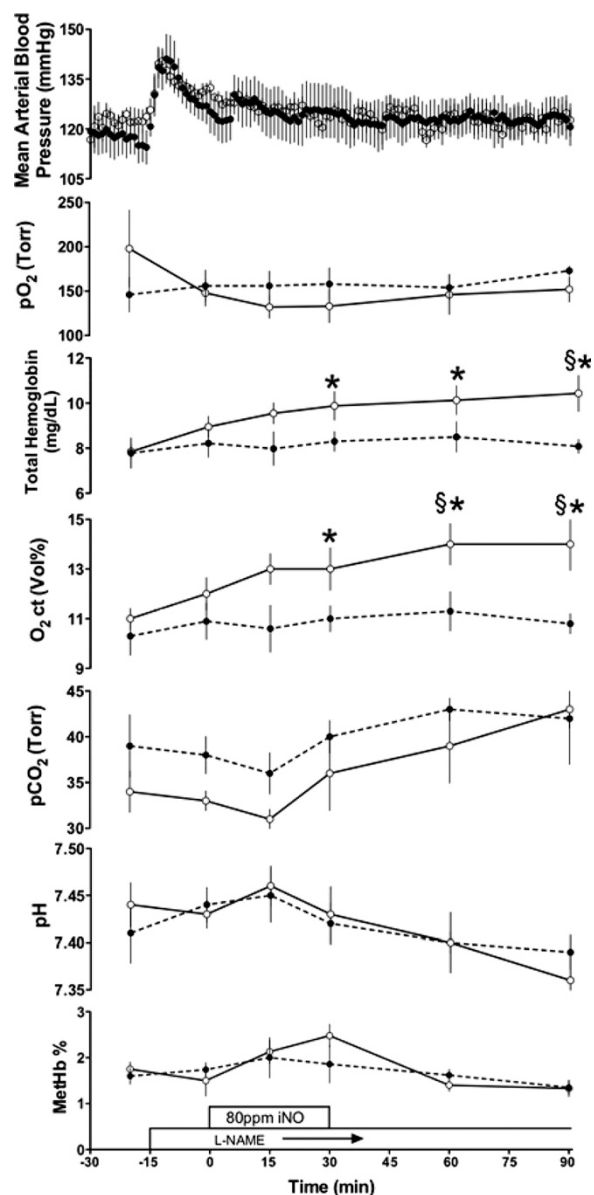 150
135
120
105
Mean Arterial Blood
Pressure (mmHg)
250
200
150
100
pO2 (Torr)
12
10
8
6
Total Hemoglobin
(mg/dL)
*
*
§*
15
13
11
9
O2 ct (Vol%)
*
§*
§*
45
40
35
30
pCO2 (Torr)
7.50
7.45
7.40
7.35
pH
3
2
1
0
MetHb %
80ppm iNO
L-NAME
-30 -15 0 15 30 45 60 75 90
Time (min)